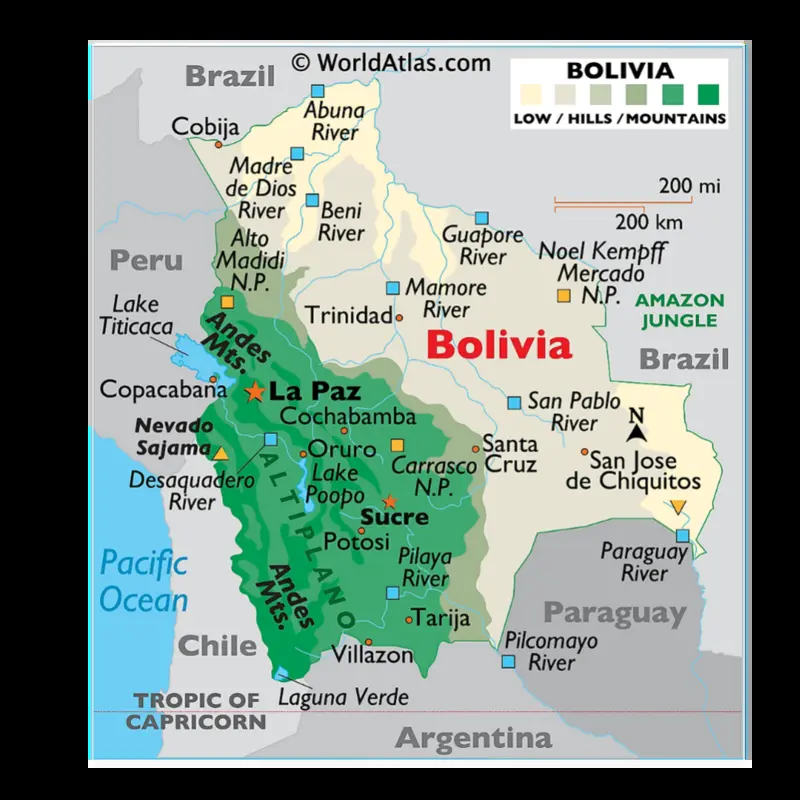 © WorldAtlas.com
BOLIVIA
LOW / HILLS / MOUNTAINS
Brazil
Abuna
River
Cobija
Madre
de Dios
River
Beni
River
200 mi
200 km
Guapore
River
Alto
Madidi
N.P.
Noel Kempff
Mercado
N.P.
Peru
Mamore
River
AMAZON
JUNGLE
Lake
Titicaca
Andes
Mts.
Trinidad
Bolivia
Brazil
Copacabana
La Paz
San Pablo
River
N
Cochabamba
Nevado
Sajama
Oruro
Santa
Cruz
San Jose
de Chiquitos
Desaquadero
River
Lake
Poopo
Carrasco
N.P.
ALTIPLANO
Sucre
Potosi
Pacific
Ocean
Pilaya
River
Paraguay
River
Andes
Mts.
Paraguay
Tarija
Chile
Villazon
Pilcomayo
River
Laguna Verde
TROPIC OF
CAPRICORN
Argentina